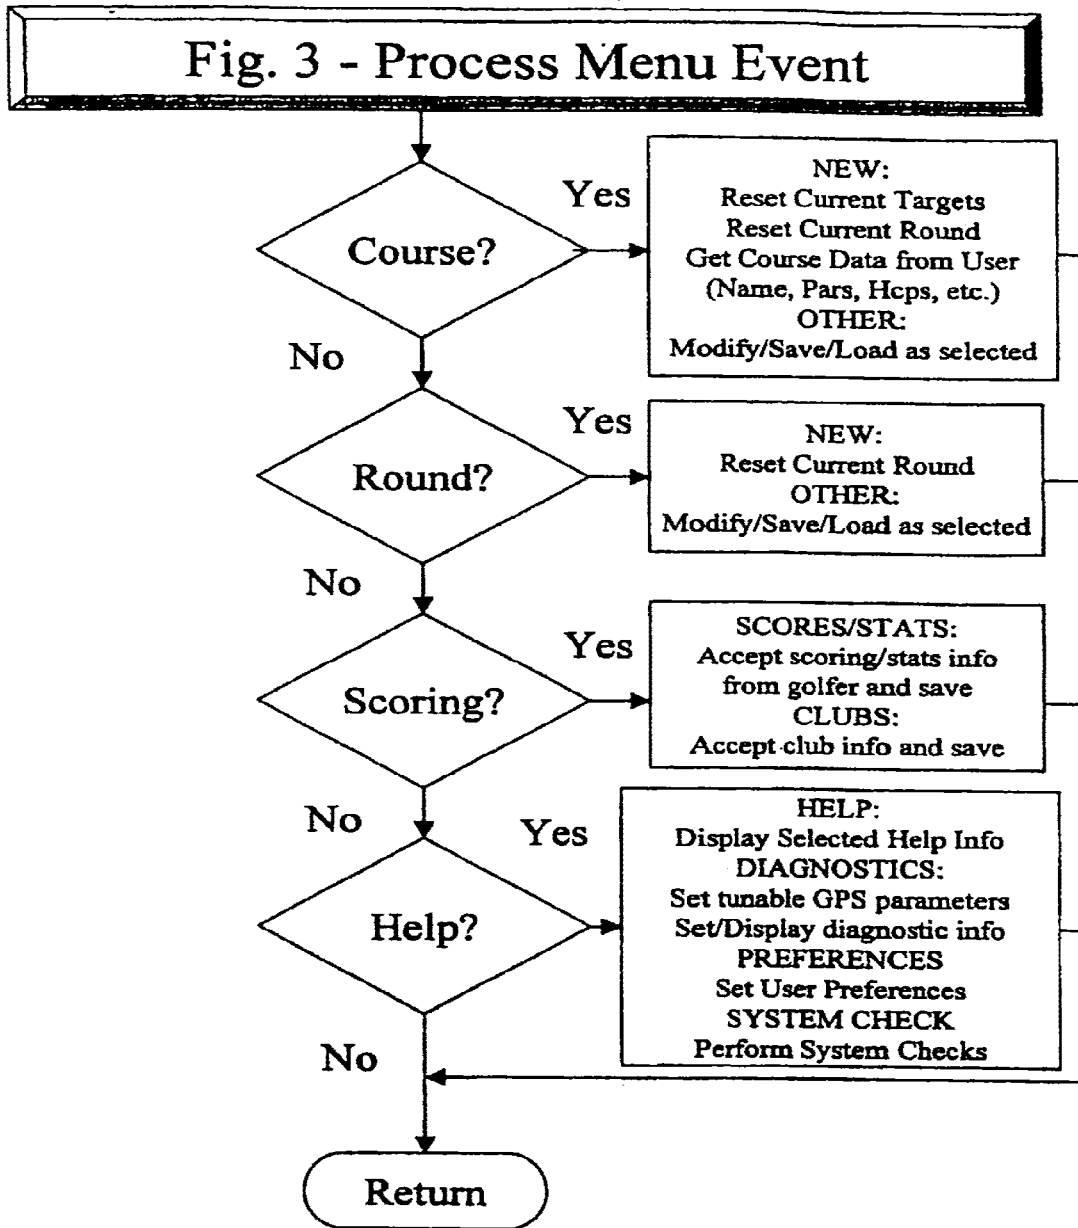 Fig. 3 - Process Menu Event
Course?
Yes
NEW:
Reset Current Targets
Reset Current Round
Get Course Data from User
(Name, Pars, Hcps, etc.)
OTHER:
Modify/Save/Load as selected
No
Round?
Yes
NEW:
Reset Current Round
OTHER:
Modify/Save/Load as selected
No
Scoring?
Yes
SCORES/STATS:
Accept scoring/stats info
from golfer and save
CLUBS:
Accept club info and save
No
Help?
Yes
HELP:
Display Selected Help Info
DIAGNOSTICS:
Set tunable GPS parameters
Set/Display diagnostic info
PREFERENCES
Set User Preferences
SYSTEM CHECK
Perform System Checks
No
Return